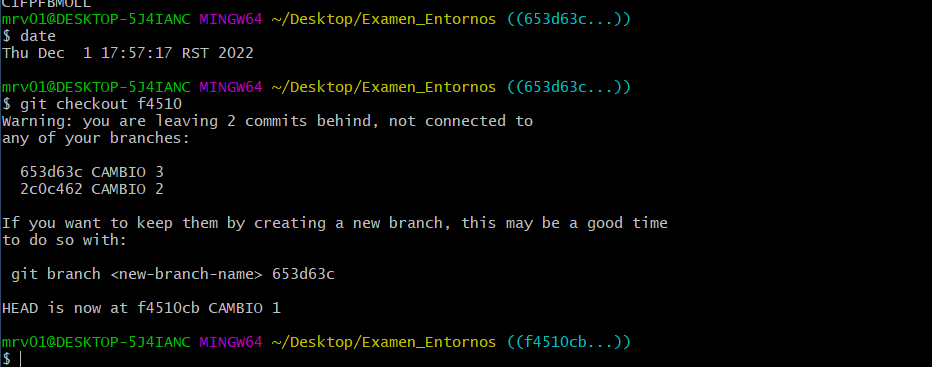 CIFPFBMOLL
mrv01@DESKTOP-5J4IANC MINGW64 ~/Desktop/Examen_Entornos ((653d63c...))
$ date
Thu Dec  1 17:57:17 RST 2022

mrv01@DESKTOP-5J4IANC MINGW64 ~/Desktop/Examen_Entornos ((653d63c...))
$ git checkout f4510
Warning: you are leaving 2 commits behind, not connected to
any of your branches:

  653d63c CAMBIO 3
  2c0c462 CAMBIO 2

If you want to keep them by creating a new branch, this may be a good time
to do so with:

 git branch <new-branch-name> 653d63c

HEAD is now at f4510cb CAMBIO 1

mrv01@DESKTOP-5J4IANC MINGW64 ~/Desktop/Examen_Entornos ((f4510cb...))
$